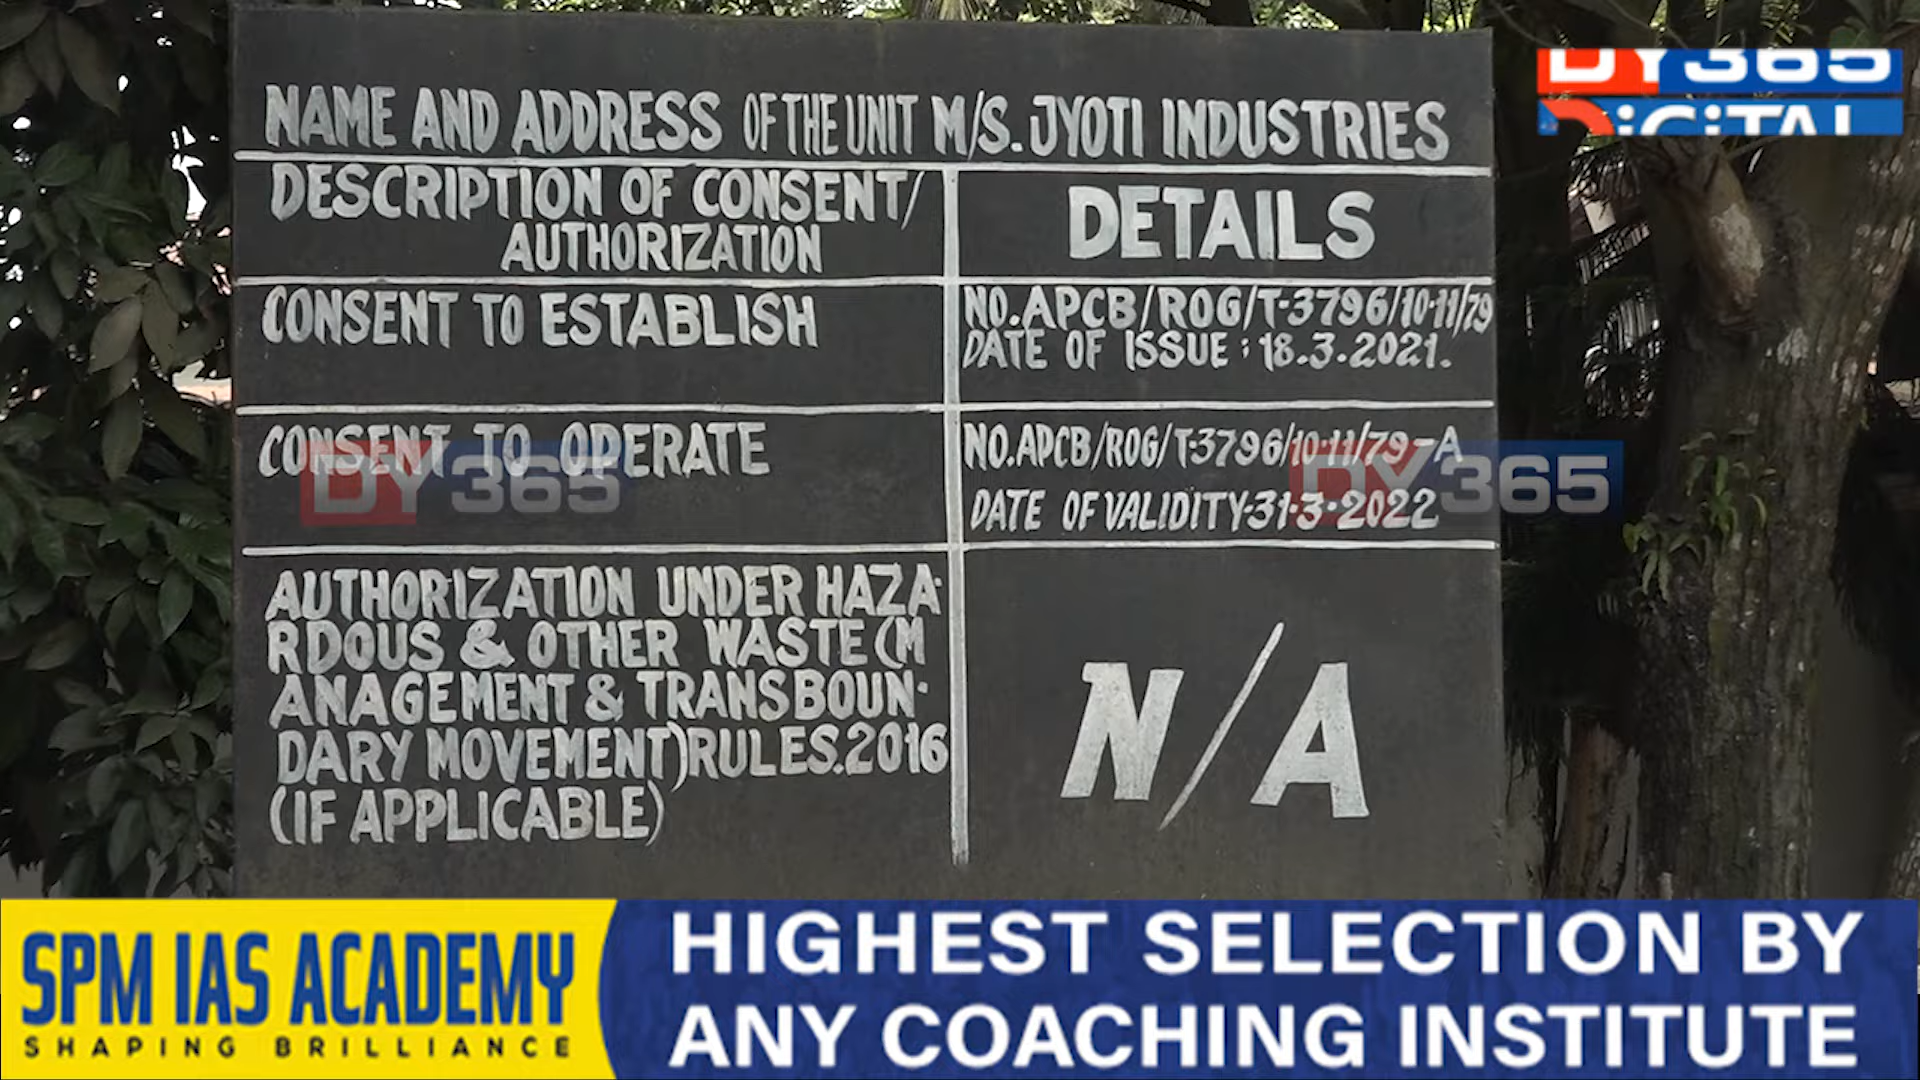 DY365
DiGiTAL
NAME AND ADDRESS OF THE UNIT M/S. JYOTI INDUSTRIES
DESCRIPTION OF CONSENT/
AUTHORIZATION
DETAILS
CONSENT TO ESTABLISH
NO.APCB/ROG/T-3796/10-11/79
DATE OF ISSUE : 18.3.2021.
CONSENT TO OPERATE
NO.APCB/ROG/T-3796/10-11/79-A
DATE OF VALIDITY-31-3-2022
DY365
DY365
AUTHORIZATION UNDER HAZA-
RDOUS & OTHER WASTE (M
ANAGEMENT & TRANSBOUN-
DARY MOVEMENT) RULES.2016
(IF APPLICABLE)
N/A
SPM IAS ACADEMY
SHAPING BRILLIANCE
HIGHEST SELECTION BY
ANY COACHING INSTITUTE